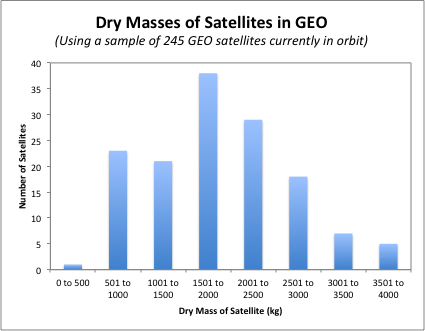 Dry Masses of Satellites in GEO
(Using a sample of 245 GEO satellites currently in orbit)
Number of Satellites
40
35
30
25
20
15
10
5
0
0 to 500
501 to
1000
1001 to
1500
1501 to
2000
2001 to
2500
2501 to
3000
3001 to
3500
3501 to
4000
Dry Mass of Satellite (kg)